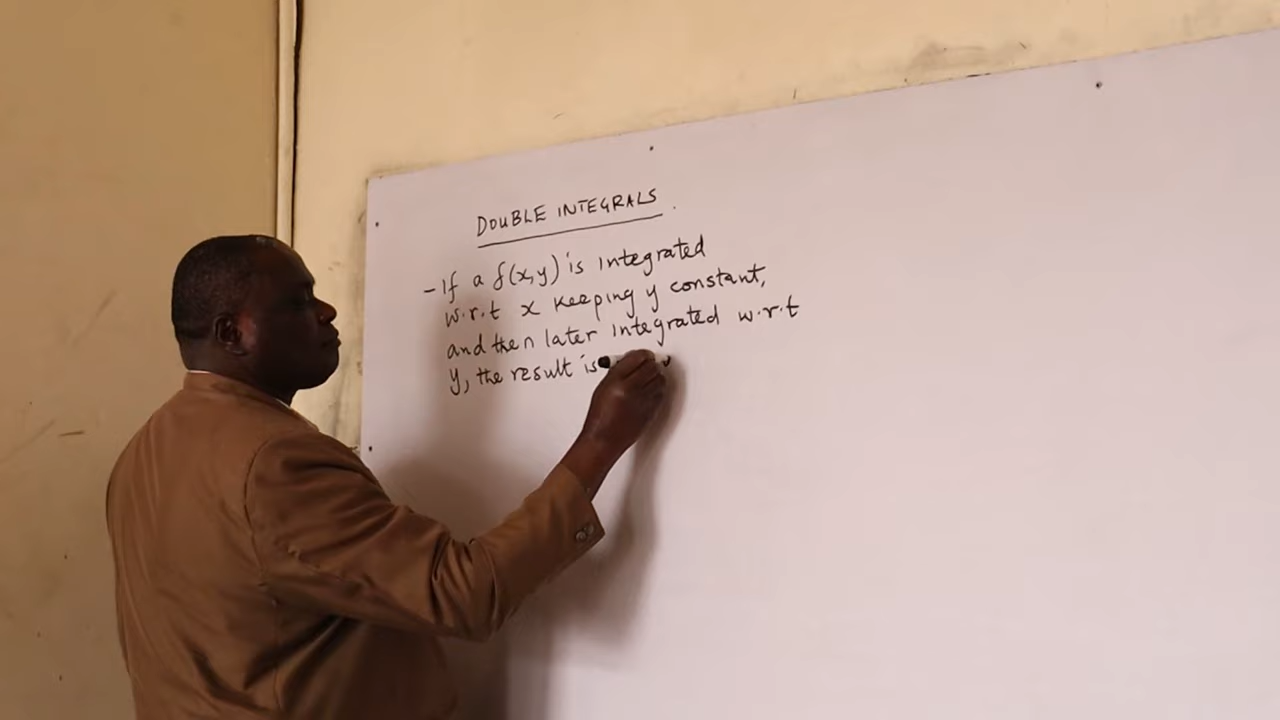 DOUBLE INTEGRALS.
- If a f(x,y) is integrated
w.r.t x keeping y constant,
and then later integrated w.r.t
y, the result is